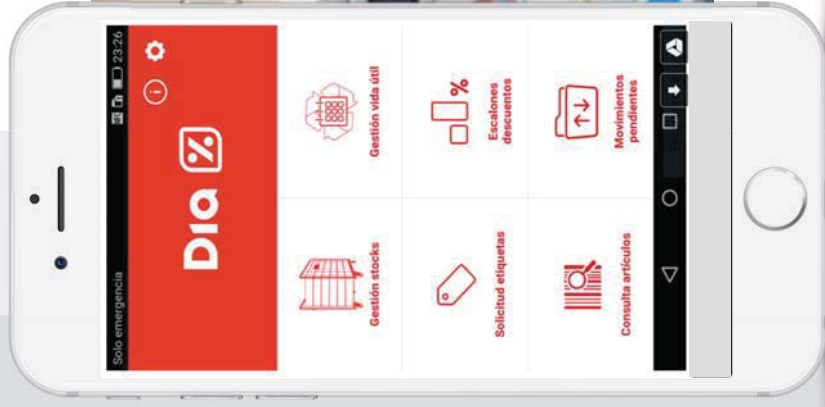 Solo emergencia
23:26
Dia %
Gestión stocks
Gestión vida útil
Solicitud etiquetas
%
Escalones
descuentos
Consulta artículos
Movimientos
pendientes